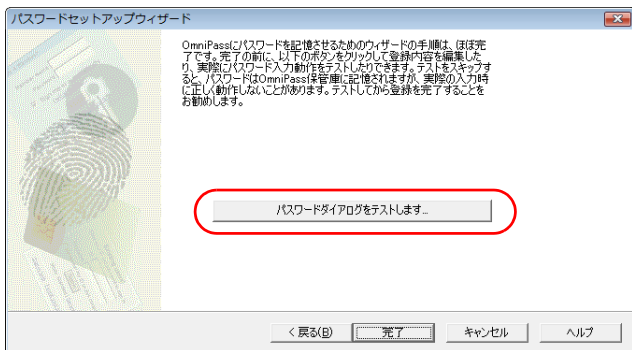 パスワードセットアップウィザード
OmniPassにパスワードを記憶させるためのウィザードの手順は、ほぼ完
了です。完了の前に、以下のボタンをクリックして登録内容を編集した
り、実際にパスワード入力動作をテストしたりできます。テストをスキップす
ると、パスワードはOmniPass保管庫に記憶されますが、実際の入力時
に正しく動作しないことがあります。テストしてから登録を完了することを
お勧めします。
パスワードダイアログをテストします...
< 戻る(B)
完了
キャンセル
ヘルプ